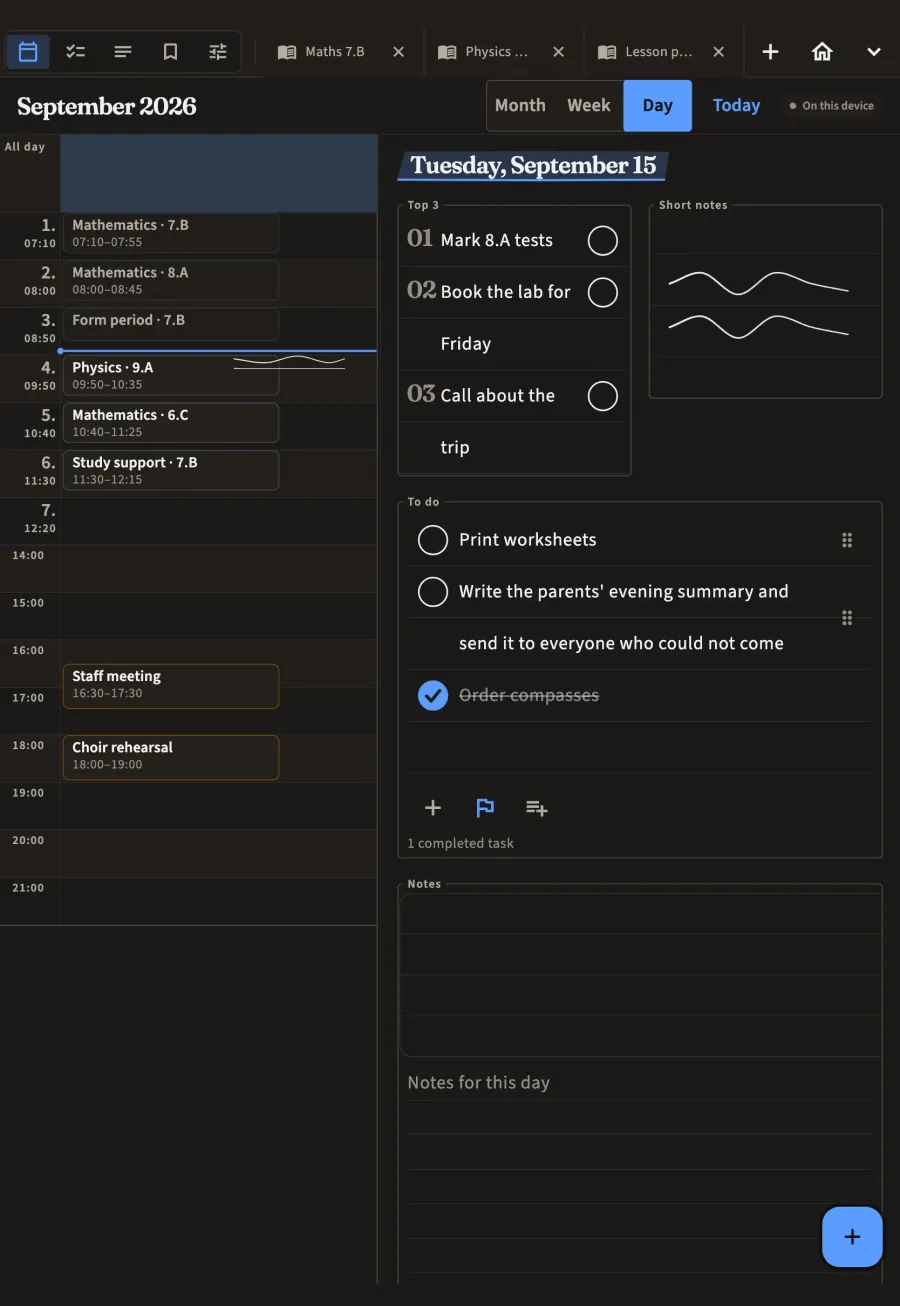 Maths 7.B
Physics …
Lesson p…
September 2026
Month
Week
Day
Today
On this device
All day
1.
07:10
Mathematics · 7.B
07:10–07:55
2.
08:00
Mathematics · 8.A
08:00–08:45
3.
08:50
Form period · 7.B
4.
09:50
Physics · 9.A
09:50–10:35
5.
10:40
Mathematics · 6.C
10:40–11:25
6.
11:30
Study support · 7.B
11:30–12:15
7.
12:20
14:00
15:00
16:00
Staff meeting
16:30–17:30
17:00
18:00
Choir rehearsal
18:00–19:00
19:00
20:00
21:00
Tuesday, September 15
Top 3
01 Mark 8.A tests
02 Book the lab for
Friday
03 Call about the
trip
Short notes
To do
Print worksheets
Write the parents' evening summary and
send it to everyone who could not come
Order compasses
1 completed task
Notes
Notes for this day